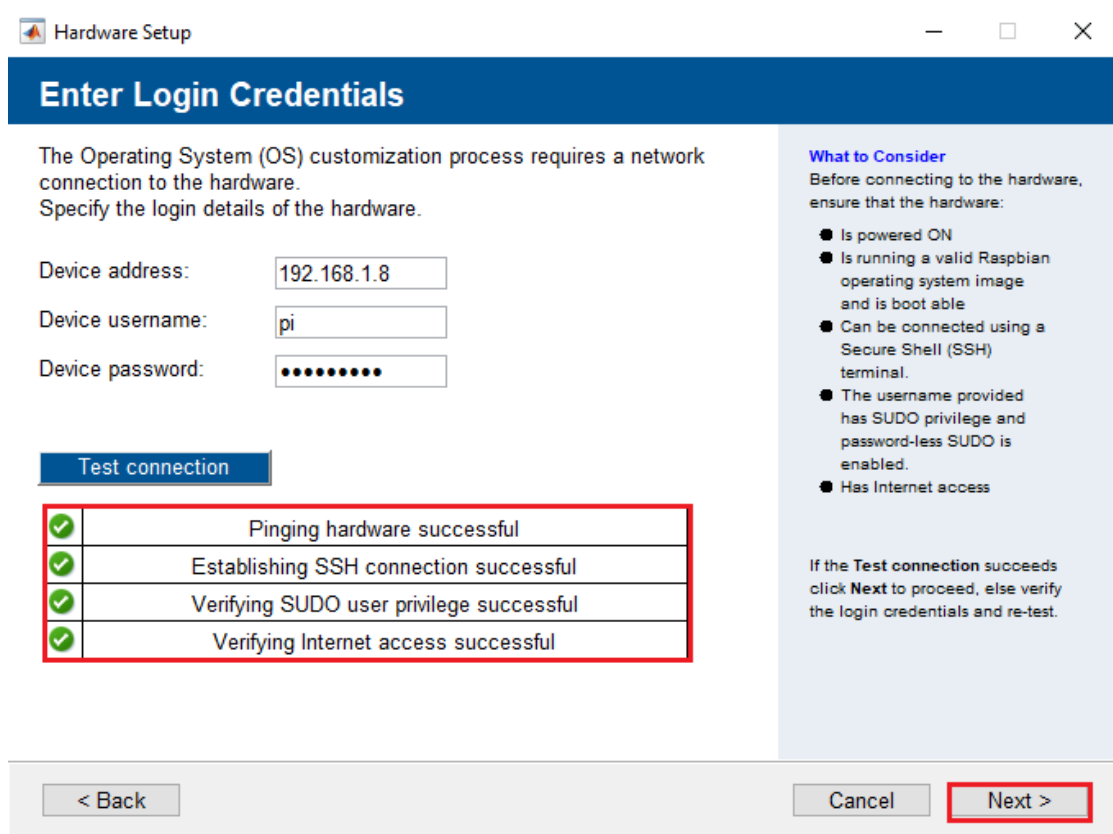 Hardware Setup
Enter Login Credentials
The Operating System (OS) customization process requires a network
connection to the hardware.
Specify the login details of the hardware.
Device address:
192.168.1.8
Device username:
pi
Device password:
•••••••••
Test connection
Pinging hardware successful
Establishing SSH connection successful
Verifying SUDO user privilege successful
Verifying Internet access successful
What to Consider
Before connecting to the hardware,
ensure that the hardware:
● Is powered ON
● Is running a valid Raspbian
operating system image
and is boot able
● Can be connected using a
Secure Shell (SSH)
terminal.
● The username provided
has SUDO privilege and
password-less SUDO is
enabled.
● Has Internet access
If the Test connection succeeds
click Next to proceed, else verify
the login credentials and re-test.
< Back
Cancel
Next >